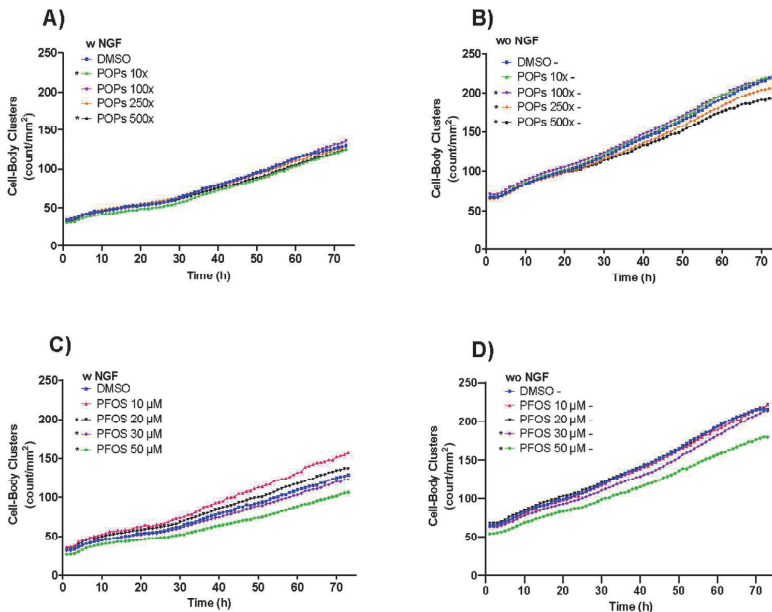 A)
w NGF
DMSO
* POPs 10x
POPs 100x
POPs 250x
* POPs 500x
Cell-Body Clusters
(count/mm²)
250
200
150
100
50
0
0 10 20 30 40 50 60 70
Time (h)
B)
wo NGF
DMSO -
POPs 10x -
* POPs 100x -
* POPs 250x -
* POPs 500x -
Cell-Body Clusters
(count/mm²)
250
200
150
100
50
0
0 10 20 30 40 50 60 70
Time (h)
C)
w NGF
DMSO
PFOS 10 µM
* PFOS 20 µM
* PFOS 30 µM
* PFOS 50 µM
Cell-Body Clusters
(count/mm²)
250
200
150
100
50
0
0 10 20 30 40 50 60 70
Time (h)
D)
wo NGF
DMSO -
PFOS 10 µM -
PFOS 20 µM -
* PFOS 30 µM -
* PFOS 50 µM -
Cell-Body Clusters
(count/mm²)
250
200
150
100
50
0
0 10 20 30 40 50 60 70
Time (h)